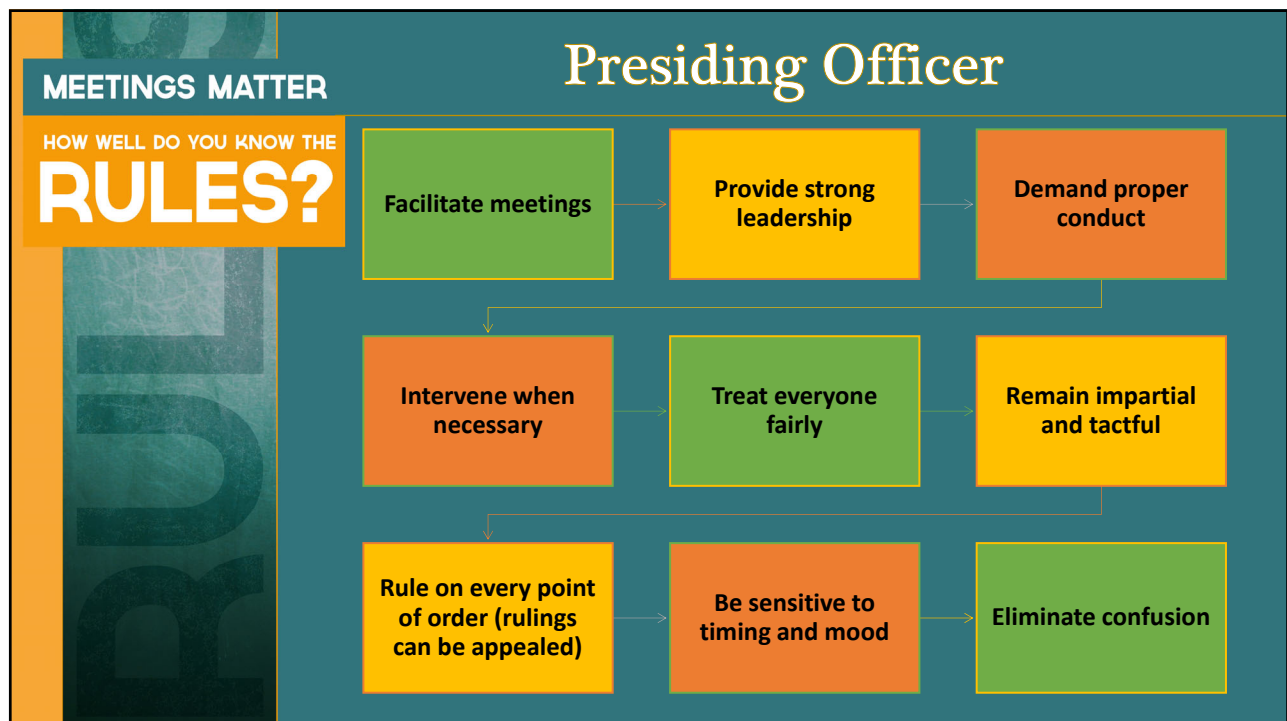 Presiding Officer
MEETINGS MATTER
HOW WELL DO YOU KNOW THE
RULES?
RULES
Facilitate meetings
Provide strong
leadership
Demand proper
conduct
Intervene when
necessary
Treat everyone
fairly
Remain impartial
and tactful
Rule on every point
of order (rulings
can be appealed)
Be sensitive to
timing and mood
Eliminate confusion